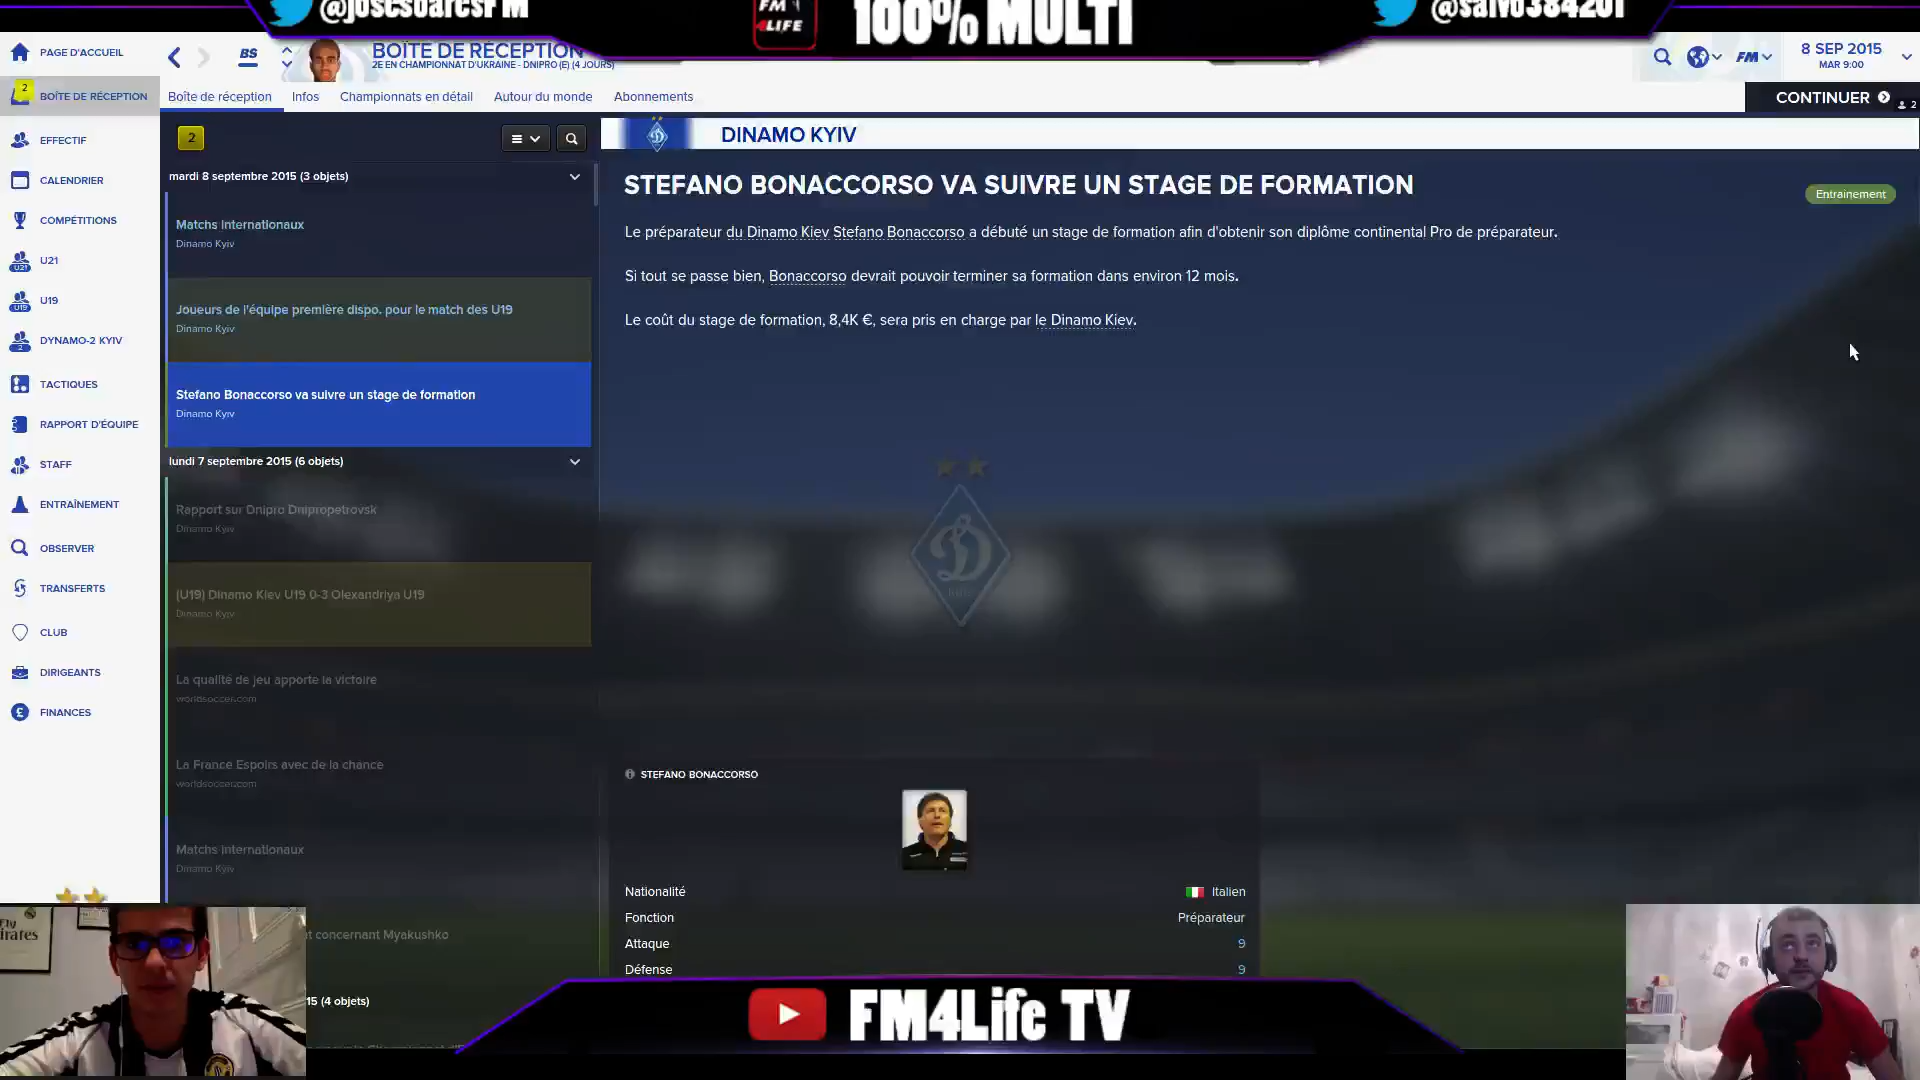 @josesoaresFM
FM
4LIFE
100% MULTI
@salvo384201
PAGE D'ACCUEIL
BS
BOÎTE DE RÉCEPTION
2E EN CHAMPIONNAT D'UKRAINE - DNIPRO (E) (4 JOURS)
FM
8 SEP 2015
MAR 9:00
2
BOÎTE DE RÉCEPTION
Boîte de réception
Infos
Championnats en détail
Autour du monde
Abonnements
CONTINUER
2
EFFECTIF
CALENDRIER
COMPÉTITIONS
U21
U21
U19
U19
2
DYNAMO-2 KYIV
TACTIQUES
RAPPORT D'ÉQUIPE
STAFF
ENTRAÎNEMENT
OBSERVER
TRANSFERTS
CLUB
DIRIGEANTS
FINANCES
2
mardi 8 septembre 2015 (3 objets)
Matchs internationaux
Dinamo Kyiv
Joueurs de l'équipe première dispo. pour le match des U19
Dinamo Kyiv
Stefano Bonaccorso va suivre un stage de formation
Dinamo Kyiv
lundi 7 septembre 2015 (6 objets)
Rapport sur Dnipro Dnipropetrovsk
Dinamo Kyiv
(U19) Dinamo Kiev U19 0-3 Olexandriya U19
Dinamo Kyiv
La qualité de jeu apporte la victoire
worldsoccer.com
La France Espoirs avec de la chance
worldsoccer.com
Matchs internationaux
Dinamo Kyiv
t concernant Myakushko
15 (4 objets)
DINAMO KYIV
STEFANO BONACCORSO VA SUIVRE UN STAGE DE FORMATION
Entrainement
Le préparateur du Dinamo Kiev Stefano Bonaccorso a débuté un stage de formation afin d'obtenir son diplôme continental Pro de préparateur.
Si tout se passe bien, Bonaccorso devrait pouvoir terminer sa formation dans environ 12 mois.
Le coût du stage de formation, 8,4K €, sera pris en charge par le Dinamo Kiev.
STEFANO BONACCORSO
Nationalité
Italien
Fonction
Préparateur
Attaque
9
Défense
9
FM4Life TV